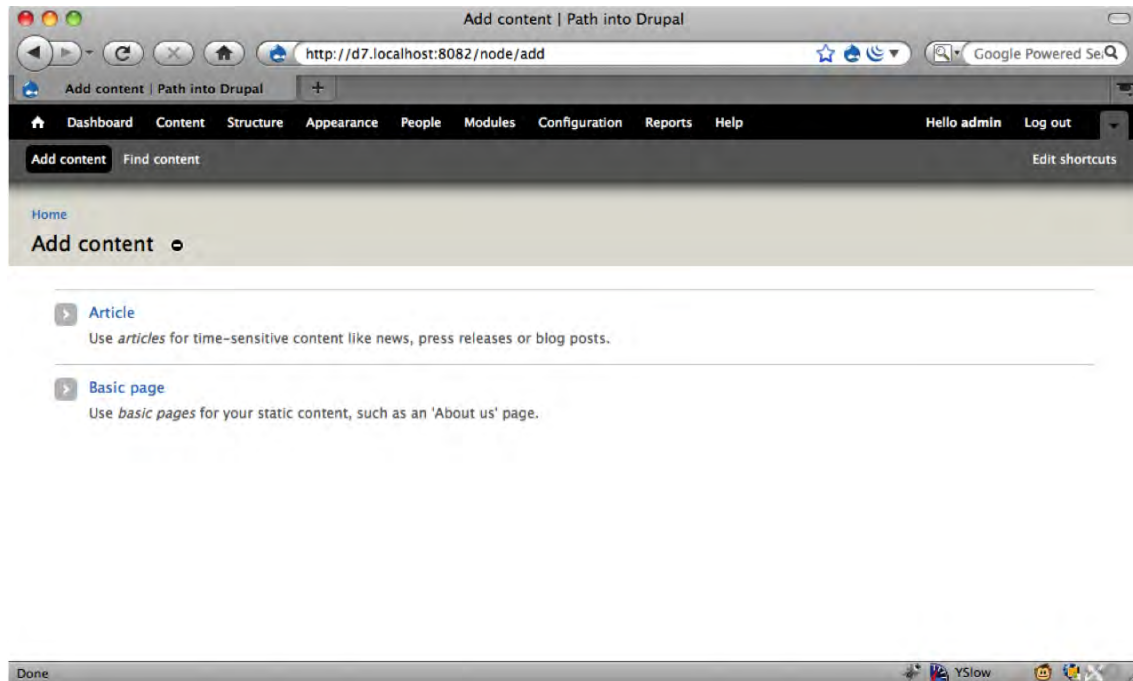 Add content | Path into Drupal
http://d7.localhost:8082/node/add
Google Powered Se
Add content | Path into Drupal +
Dashboard Content Structure Appearance People Modules Configuration Reports Help Hello admin Log out
Add content Find content Edit shortcuts
Home
Add content
Article
Use articles for time-sensitive content like news, press releases or blog posts.
Basic page
Use basic pages for your static content, such as an 'About us' page.
Done YSlow